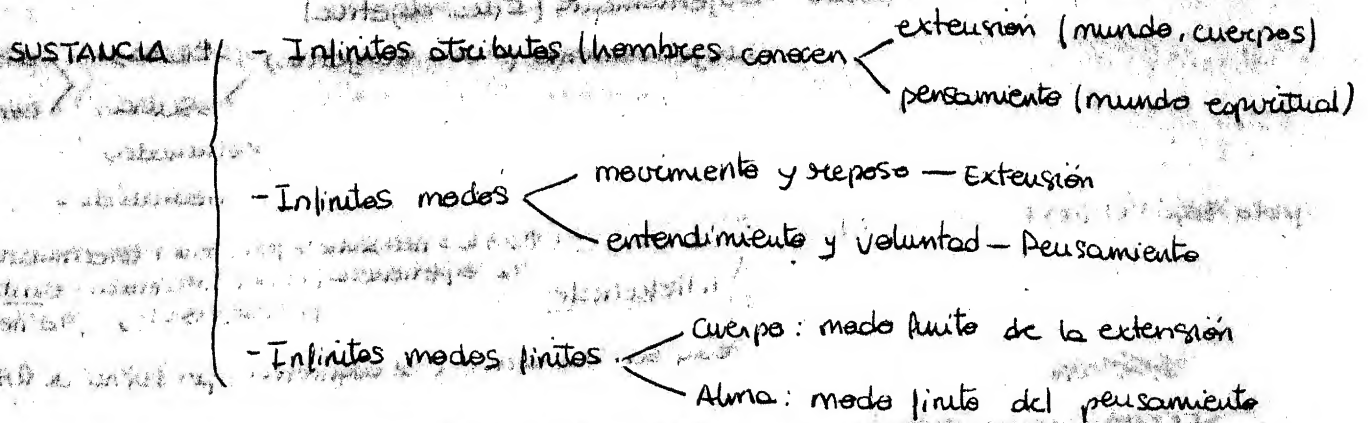 extensión (mundo, cuerpos)
SUSTANCIA - Infinitos atributos (hombres conocen
pensamiento (mundo espiritual)
movimiento y reposo — Extensión
- Infinitos modos
entendimiento y voluntad — Pensamiento
Cuerpo: modo finito de la extensión
- Infinitos modos finitos
Alma: modo finito del pensamiento